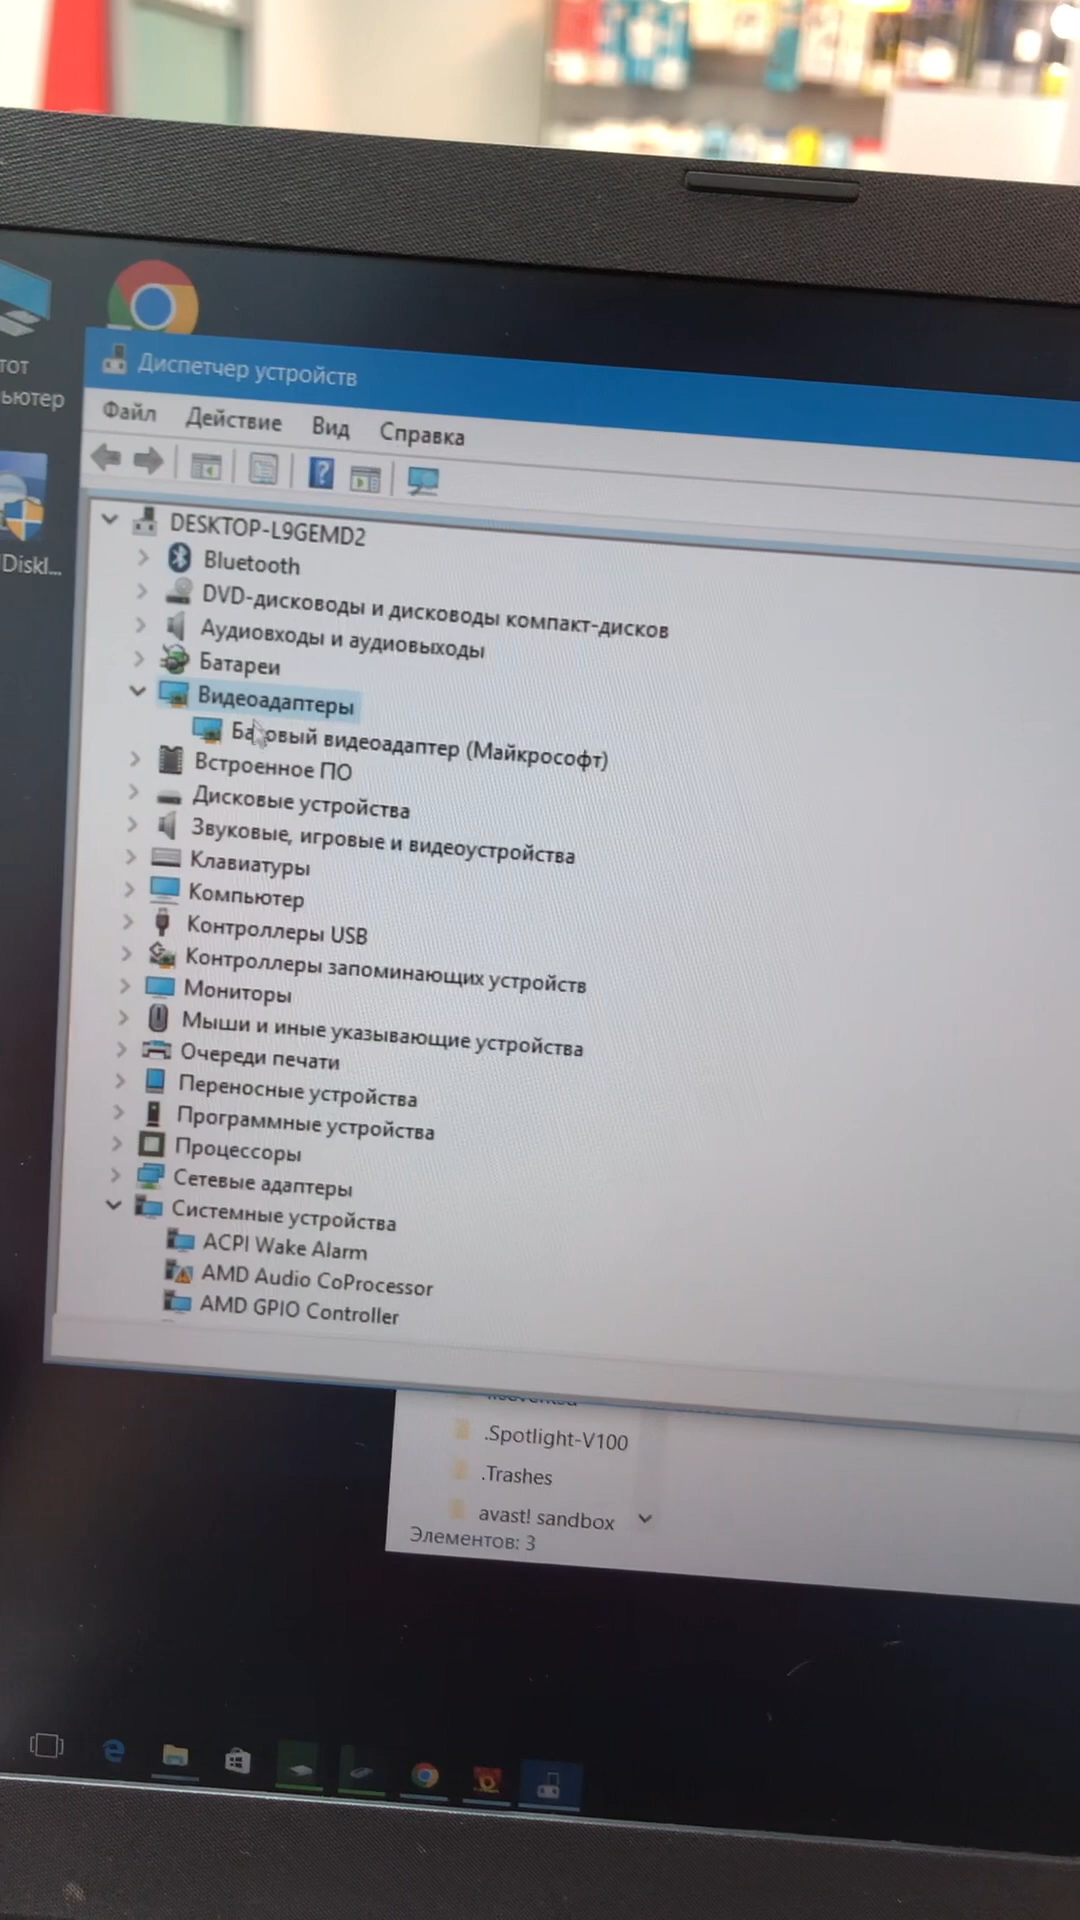 тот
ьютер
Diskl...
Диспетчер устройств
Файл Действие Вид Справка
DESKTOP-L9GEMD2
Bluetooth
DVD-дисководы и дисководы компакт-дисков
Аудиовходы и аудиовыходы
Батареи
Видеоадаптеры
Базовый видеоадаптер (Майкрософт)
Встроенное ПО
Дисковые устройства
Звуковые, игровые и видеоустройства
Клавиатуры
Компьютер
Контроллеры USB
Контроллеры запоминающих устройств
Мониторы
Мыши и иные указывающие устройства
Очереди печати
Переносные устройства
Программные устройства
Процессоры
Сетевые адаптеры
Системные устройства
ACPI Wake Alarm
AMD Audio CoProcessor
AMD GPIO Controller
.Spotlight-V100
.Trashes
avast! sandbox
Элементов: 3